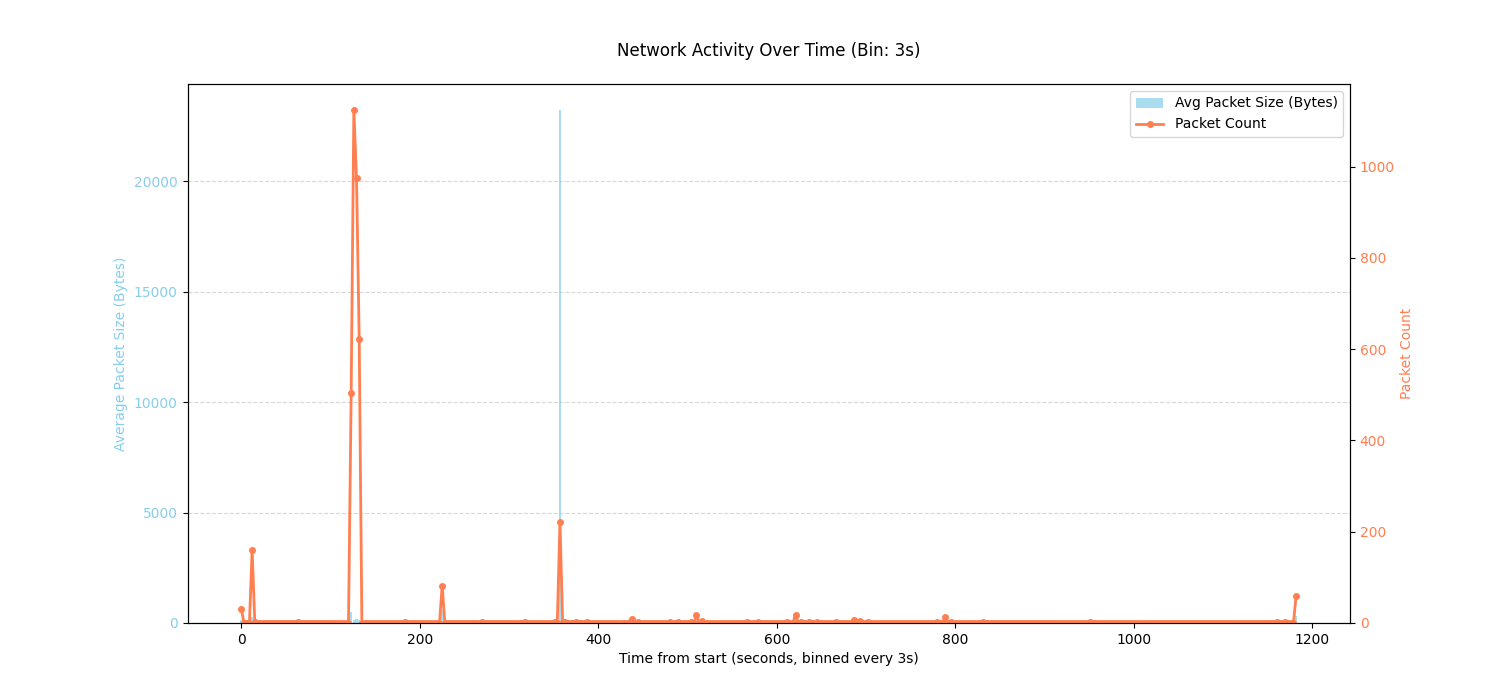 Network Activity Over Time (Bin: 3s)
Avg Packet Size (Bytes)
Packet Count
Average Packet Size (Bytes)
20000
15000
10000
5000
0
1000
800
600
400
200
0
Packet Count
0 200 400 600 800 1000 1200
Time from start (seconds, binned every 3s)